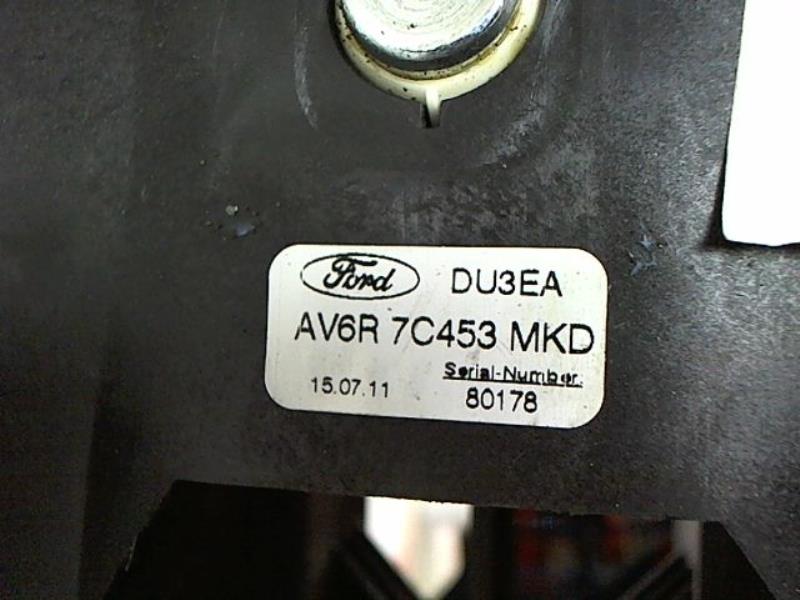 Ford DU3EA
AV6R 7C453 MKD
15.07.11 Serial-Number:
80178